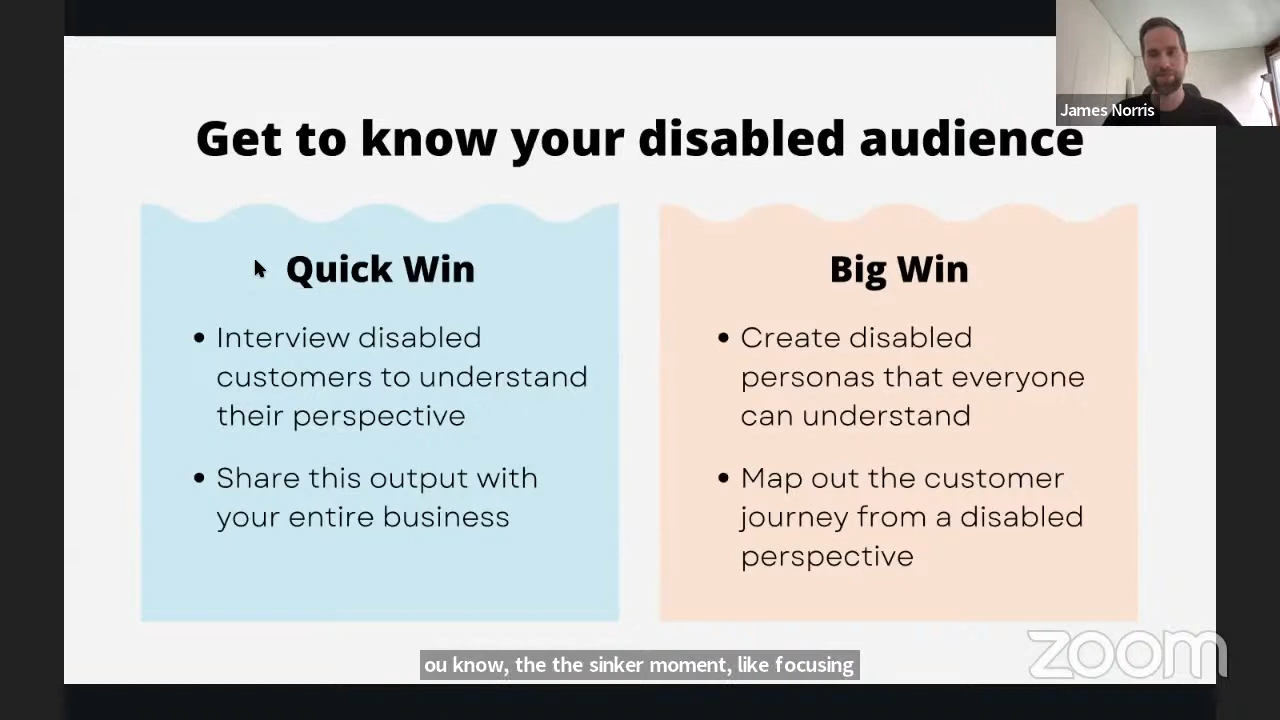 James Norris
Get to know your disabled audience
Quick Win
• Interview disabled
customers to understand
their perspective
• Share this output with
your entire business
Big Win
• Create disabled
personas that everyone
can understand
• Map out the customer
journey from a disabled
perspective
ou know, the the sinker moment, like focusing
zoom